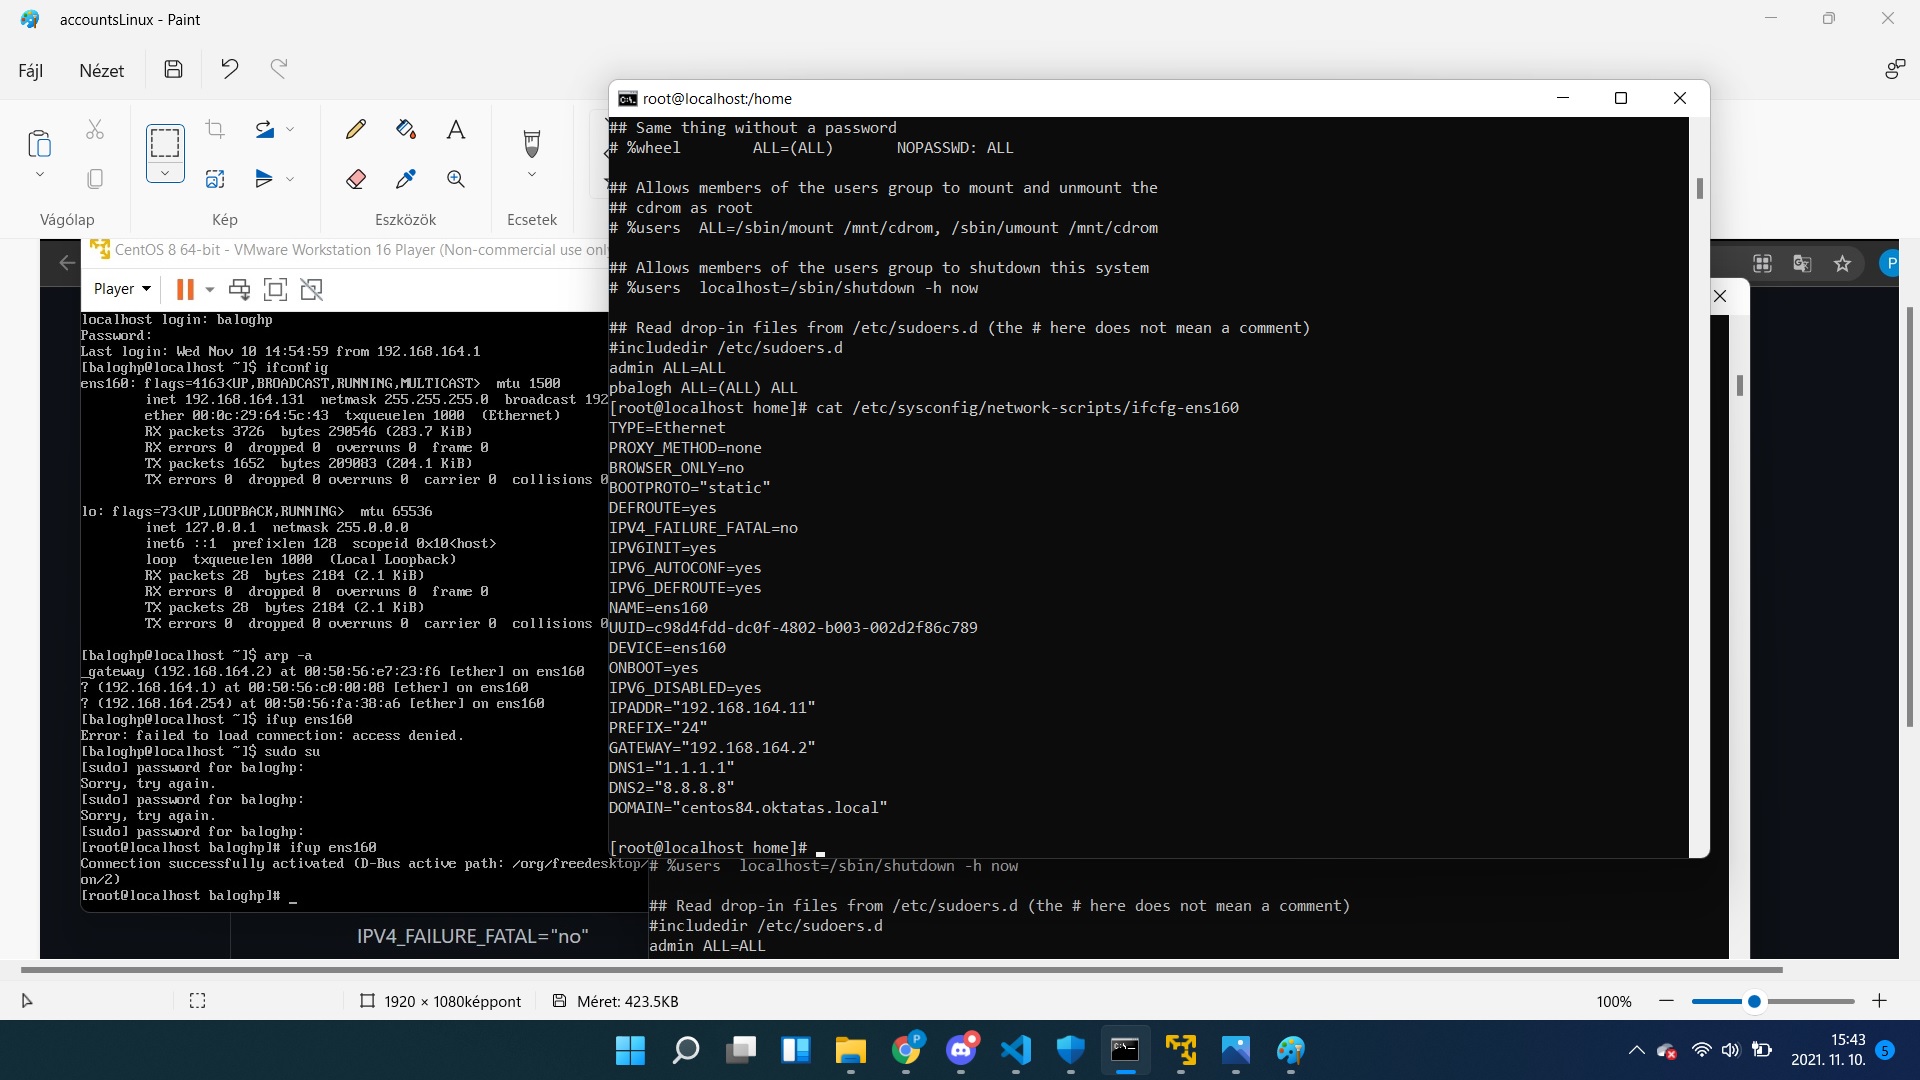 accountsLinux - Paint
Fájl
Nézet
Vágólap
Kép
Eszközök
Ecsetek
CentOS 8 64-bit - VMware Workstation 16 Player (Non-commercial use onl
Player
localhost login: baloghp
Password:
Last login: Wed Nov 10 14:54:59 from 192.168.164.1
[baloghp@localhost ~]$ ifconfig
ens160: flags=4163<UP,BROADCAST,RUNNING,MULTICAST>  mtu 1500
inet 192.168.164.131  netmask 255.255.255.0  broadcast 192
ether 00:0c:29:64:5c:43  txqueuelen 1000  (Ethernet)
RX packets 3726  bytes 290546 (283.7 KiB)
RX errors 0  dropped 0  overruns 0  frame 0
TX packets 1652  bytes 209083 (204.1 KiB)
TX errors 0  dropped 0 overruns 0  carrier 0  collisions 0
lo: flags=73<UP,LOOPBACK,RUNNING>  mtu 65536
inet 127.0.0.1  netmask 255.0.0.0
inet6 ::1  prefixlen 128  scopeid 0x10<host>
loop  txqueuelen 1000  (Local Loopback)
RX packets 28  bytes 2184 (2.1 KiB)
RX errors 0  dropped 0  overruns 0  frame 0
TX packets 28  bytes 2184 (2.1 KiB)
TX errors 0  dropped 0 overruns 0  carrier 0  collisions 0
[baloghp@localhost ~]$ arp -a
_gateway (192.168.164.2) at 00:50:56:e7:23:f6 [ether] on ens160
? (192.168.164.1) at 00:50:56:c0:00:08 [ether] on ens160
? (192.168.164.254) at 00:50:56:fa:38:a6 [ether] on ens160
[baloghp@localhost ~]$ ifup ens160
Error: failed to load connection: access denied.
[baloghp@localhost ~]$ sudo su
[sudo] password for baloghp:
Sorry, try again.
[sudo] password for baloghp:
Sorry, try again.
[sudo] password for baloghp:
[root@localhost baloghp]# ifup ens160
Connection successfully activated (D-Bus active path: /org/freedesktop/
on/2)
[root@localhost baloghp]# _
root@localhost:/home
## Same thing without a password
# %wheel        ALL=(ALL)       NOPASSWD: ALL
## Allows members of the users group to mount and unmount the
## cdrom as root
# %users  ALL=/sbin/mount /mnt/cdrom, /sbin/umount /mnt/cdrom
## Allows members of the users group to shutdown this system
# %users  localhost=/sbin/shutdown -h now
## Read drop-in files from /etc/sudoers.d (the # here does not mean a comment)
#includedir /etc/sudoers.d
admin ALL=ALL
pbalogh ALL=(ALL) ALL
[root@localhost home]# cat /etc/sysconfig/network-scripts/ifcfg-ens160
TYPE=Ethernet
PROXY_METHOD=none
BROWSER_ONLY=no
BOOTPROTO="static"
DEFROUTE=yes
IPV4_FAILURE_FATAL=no
IPV6INIT=yes
IPV6_AUTOCONF=yes
IPV6_DEFROUTE=yes
NAME=ens160
UUID=c98d4fdd-dc0f-4802-b003-002d2f86c789
DEVICE=ens160
ONBOOT=yes
IPV6_DISABLED=yes
IPADDR="192.168.164.11"
PREFIX="24"
GATEWAY="192.168.164.2"
DNS1="1.1.1.1"
DNS2="8.8.8.8"
DOMAIN="centos84.oktatas.local"
[root@localhost home]#
# %users  localhost=/sbin/shutdown -h now
## Read drop-in files from /etc/sudoers.d (the # here does not mean a comment)
#includedir /etc/sudoers.d
admin ALL=ALL
IPV4_FAILURE_FATAL="no"
P
1920 × 1080képpont
Méret: 423.5KB
100%
P
15:43
2021. 11. 10.
5